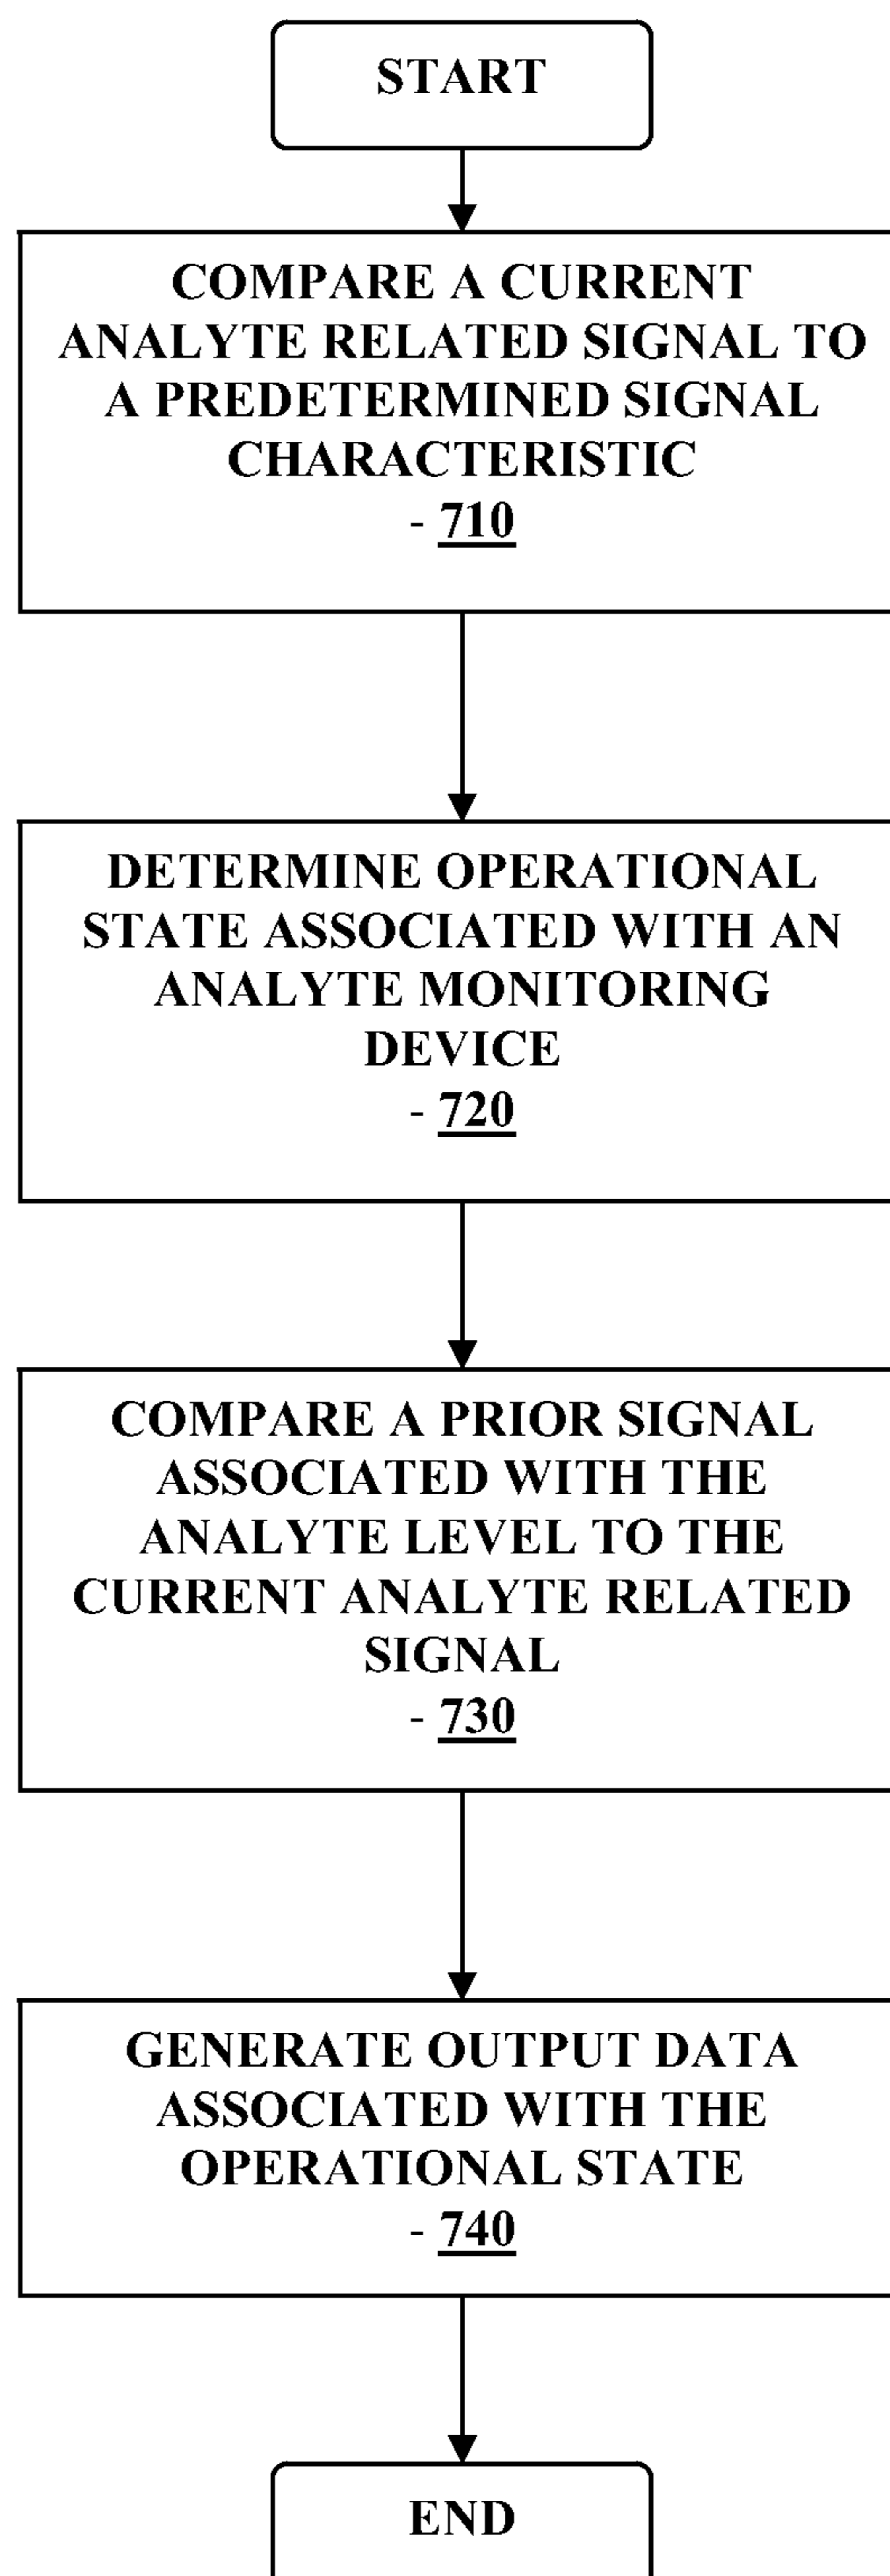 START
COMPARE A CURRENT
ANALYTE RELATED SIGNAL TO
A PREDETERMINED SIGNAL
CHARACTERISTIC
- 710
DETERMINE OPERATIONAL
STATE ASSOCIATED WITH AN
ANALYTE MONITORING
DEVICE
- 720
COMPARE A PRIOR SIGNAL
ASSOCIATED WITH THE
ANALYTE LEVEL TO THE
CURRENT ANALYTE RELATED
SIGNAL
- 730
GENERATE OUTPUT DATA
ASSOCIATED WITH THE
OPERATIONAL STATE
- 740
END